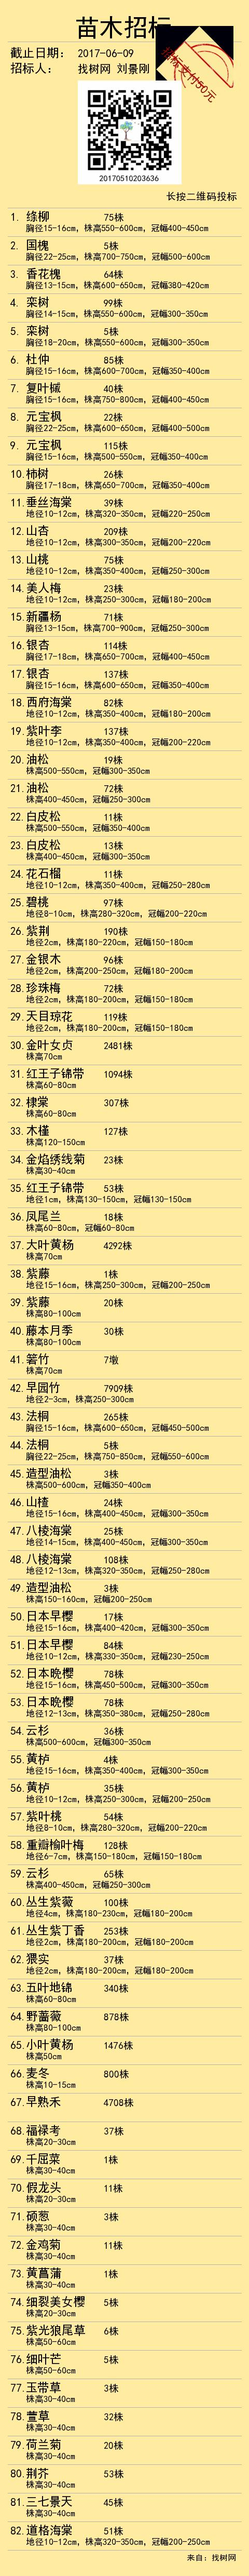 苗木招标
截止日期： 2017-06-09
招标人： 找树网 刘景刚
投标支付50元
20170510203636
长按二维码投标
1. 绦柳 75株
胸径15-16cm, 株高550-600cm, 冠幅400-450cm
2. 国槐 5株
胸径22-25cm, 株高700-750cm, 冠幅500-600cm
3. 香花槐 64株
胸径13-15cm, 株高600-650cm, 冠幅380-420cm
4. 栾树 99株
胸径14-15cm, 株高550-600cm, 冠幅300-350cm
5. 栾树 5株
胸径18-20cm, 株高550-600cm, 冠幅300-350cm
6. 杜仲 85株
胸径15-16cm, 株高600-700cm, 冠幅350-400cm
7. 复叶槭 40株
胸径15-16cm, 株高750-800cm, 冠幅400-450cm
8. 元宝枫 22株
胸径22-25cm, 株高600-650cm, 冠幅400-500cm
9. 元宝枫 115株
胸径15-16cm, 株高500-550cm, 冠幅350-400cm
10. 柿树 26株
胸径17-18cm, 株高650-700cm, 冠幅350-400cm
11. 垂丝海棠 39株
地径10-12cm, 株高320-350cm, 冠幅220-250cm
12. 山杏 209株
地径10-12cm, 株高300-350cm, 冠幅200-220cm
13. 山桃 75株
地径10-12cm, 株高350-400cm, 冠幅250-300cm
14. 美人梅 23株
地径10-12cm, 株高250-300cm, 冠幅180-200cm
15. 新疆杨 71株
胸径13-15cm, 株高700-900cm, 冠幅250-300cm
16. 银杏 114株
胸径17-18cm, 株高650-700cm, 冠幅400-450cm
17. 银杏 137株
胸径15-16cm, 株高600-650cm, 冠幅350-400cm
18. 西府海棠 82株
地径10-12cm, 株高350-400cm, 冠幅180-200cm
19. 紫叶李 137株
地径10-12cm, 株高350-400cm, 冠幅200-220cm
20. 油松 19株
株高500-550cm, 冠幅300-350cm
21. 油松 72株
株高400-450cm, 冠幅250-300cm
22. 白皮松 11株
株高500-550cm, 冠幅350-400cm
23. 白皮松 13株
株高400-450cm, 冠幅300-350cm
24. 花石榴 11株
地径10-12cm, 株高350-400cm, 冠幅250-280cm
25. 碧桃 97株
地径8-10cm, 株高280-320cm, 冠幅200-220cm
26. 紫荆 190株
地径2cm, 株高180-220cm, 冠幅150-180cm
27. 金银木 96株
地径2cm, 株高200-250cm, 冠幅180-200cm
28. 珍珠梅 72株
地径2cm, 株高180-200cm, 冠幅150-180cm
29. 天目琼花 119株
地径2cm, 株高180-200cm, 冠幅150-180cm
30. 金叶女贞 2481株
株高70cm
31. 红王子锦带 1094株
株高60-80cm
32. 棣棠 307株
株高60-80cm
33. 木槿 127株
株高120-150cm
34. 金焰绣线菊 23株
株高30-40cm
35. 红王子锦带 53株
地径1cm, 株高130-150cm, 冠幅130-150cm
36. 凤尾兰 18株
株高60-80cm, 冠幅60-80cm
37. 大叶黄杨 4292株
株高70cm
38. 紫藤 1株
地径15-16cm, 株高250-300cm, 冠幅200-250cm
39. 紫藤 20株
株高80-100cm
40. 藤本月季 30株
株高80-100cm
41. 箬竹 7墩
株高70cm
42. 早园竹 7909株
地径2-3cm, 株高250-300cm
43. 法桐 265株
胸径15-16cm, 株高600-650cm, 冠幅450-500cm
44. 法桐 5株
胸径22-25cm, 株高750-850cm, 冠幅550-600cm
45. 造型油松 3株
株高500-600cm, 冠幅350-400cm
46. 山楂 24株
地径15-16cm, 株高400-450cm, 冠幅300-350cm
47. 八棱海棠 25株
地径14-15cm, 株高400-450cm, 冠幅300-350cm
48. 八棱海棠 108株
地径12-13cm, 株高320-350cm, 冠幅250-280cm
49. 造型油松 3株
株高150-160cm, 冠幅200-250cm
50. 日本早樱 17株
地径15-16cm, 株高400-420cm, 冠幅300-350cm
51. 日本早樱 84株
地径10-12cm, 株高330-350cm, 冠幅230-250cm
52. 日本晚樱 78株
地径15-16cm, 株高450-500cm, 冠幅300-350cm
53. 日本晚樱 78株
地径12-13cm, 株高350-380cm, 冠幅250-280cm
54. 云杉 36株
株高500-600cm, 冠幅300-350cm
55. 黄栌 4株
地径15-16cm, 株高350-400cm, 冠幅300-350cm
56. 黄栌 35株
地径10-12cm, 株高250-300cm, 冠幅200-250cm
57. 紫叶桃 54株
地径8-10cm, 株高280-320cm, 冠幅200-220cm
58. 重瓣榆叶梅 128株
地径6-7cm, 株高150-180cm, 冠幅150-180cm
59. 云杉 65株
株高400-450cm, 冠幅250-300cm
60. 丛生紫薇 100株
地径4cm, 株高180-230cm, 冠幅180-200cm
61. 丛生紫丁香 253株
地径2cm, 株高180-200cm, 冠幅180-200cm
62. 猥实 37株
地径2cm, 株高180-200cm, 冠幅180-200cm
63. 五叶地锦 340株
株高60-80cm
64. 野蔷薇 878株
株高80-100cm
65. 小叶黄杨 1476株
株高50cm
66. 麦冬 800株
株高10-15cm
67. 早熟禾 4708株
68. 福禄考 37株
株高20-30cm
69. 千屈菜 1株
株高30-40cm
70. 假龙头 11株
株高20-30cm
71. 硕葱 3株
株高30-40cm
72. 金鸡菊 11株
株高30-40cm
73. 黄菖蒲 1株
株高30-40cm
74. 细裂美女樱 5株
株高20-30cm
75. 紫光狼尾草 6株
株高50-60cm
76. 细叶芒 5株
株高50-60cm
77. 玉带草 3株
株高30-40cm
78. 萱草 32株
株高30-40cm
79. 荷兰菊 20株
株高30-40cm
80. 荆芥 53株
株高30-40cm
81. 三七景天 45株
株高30-40cm
82. 道格海棠 51株
地径10-12cm, 株高320-350cm, 冠幅200-250cm
来自：找树网